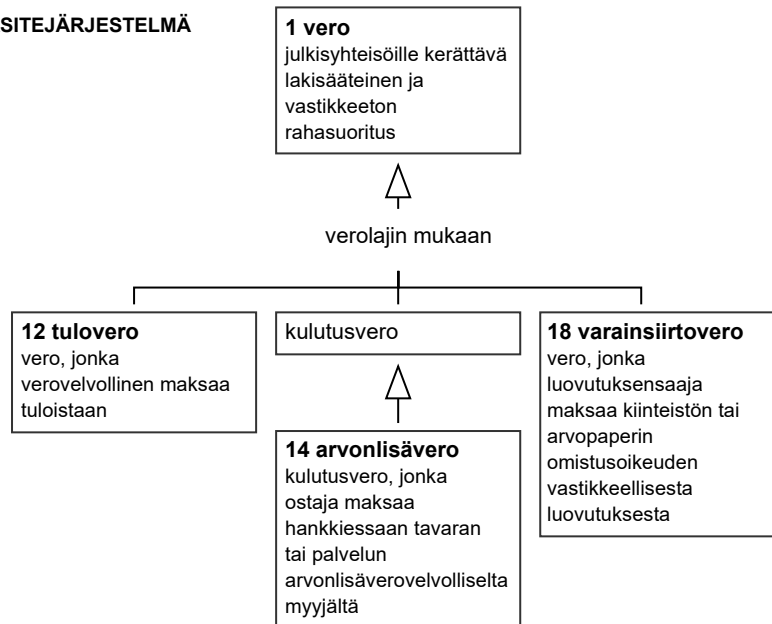 SITEJÄRJESTELMÄ
1 vero
julkisyhteisöille kerättävä
lakisääteinen ja
vastikkeeton
rahasuoritus
verolajin mukaan
12 tulovero
vero, jonka
verovelvollinen maksaa
tuloistaan
kulutusvero
14 arvonlisävero
kulutusvero, jonka
ostaja maksaa
hankkiessaan tavaran
tai palvelun
arvonlisäverovelvolliselta
myyjältä
18 varainsiirtovero
vero, jonka
luovutuksensaaja
maksaa kiinteistön tai
arvopaperin
omistusoikeuden
vastikkeellisesta
luovutuksesta